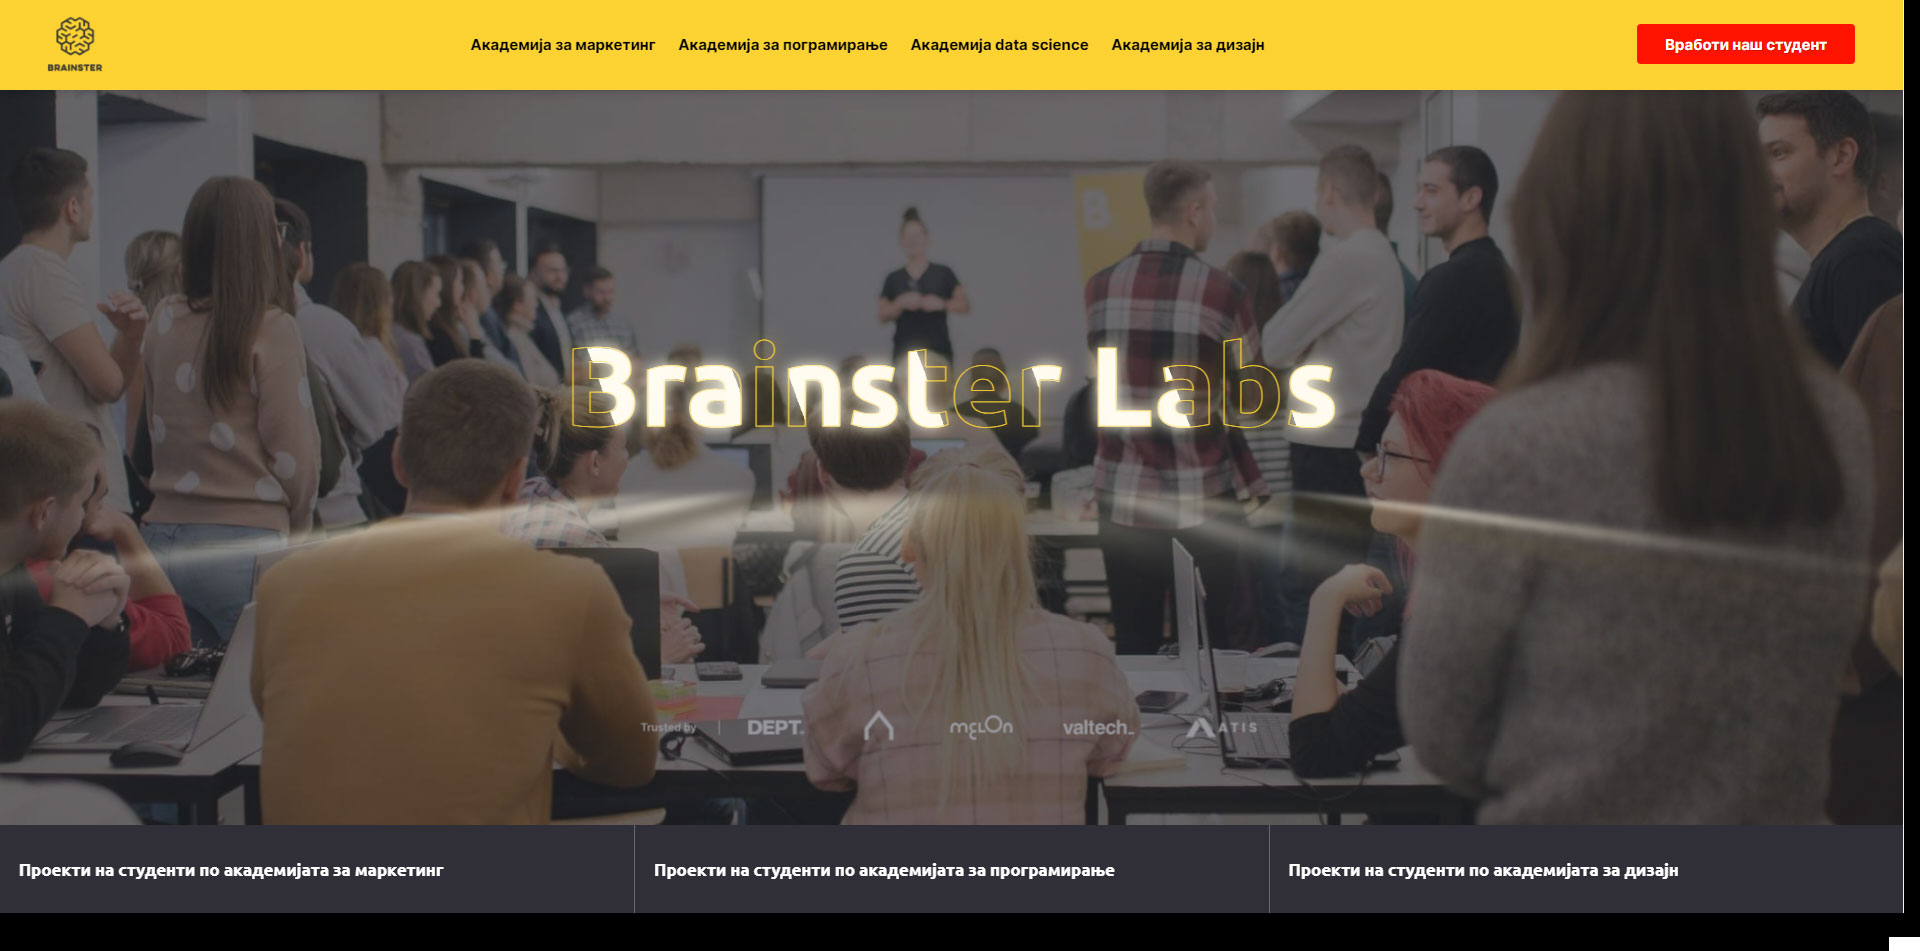 BRAINSTER
Академија за маркетинг
Академија за пограмирање
Академија data science
Академија за дизајн
Вработи наш студент
B
Brainster Labs
Trusted by
DEPT.
mɛLOn
valtech_
ATIS
Проекти на студенти по академијата за маркетинг
Проекти на студенти по академијата за програмирање
Проекти на студенти по академијата за дизајн